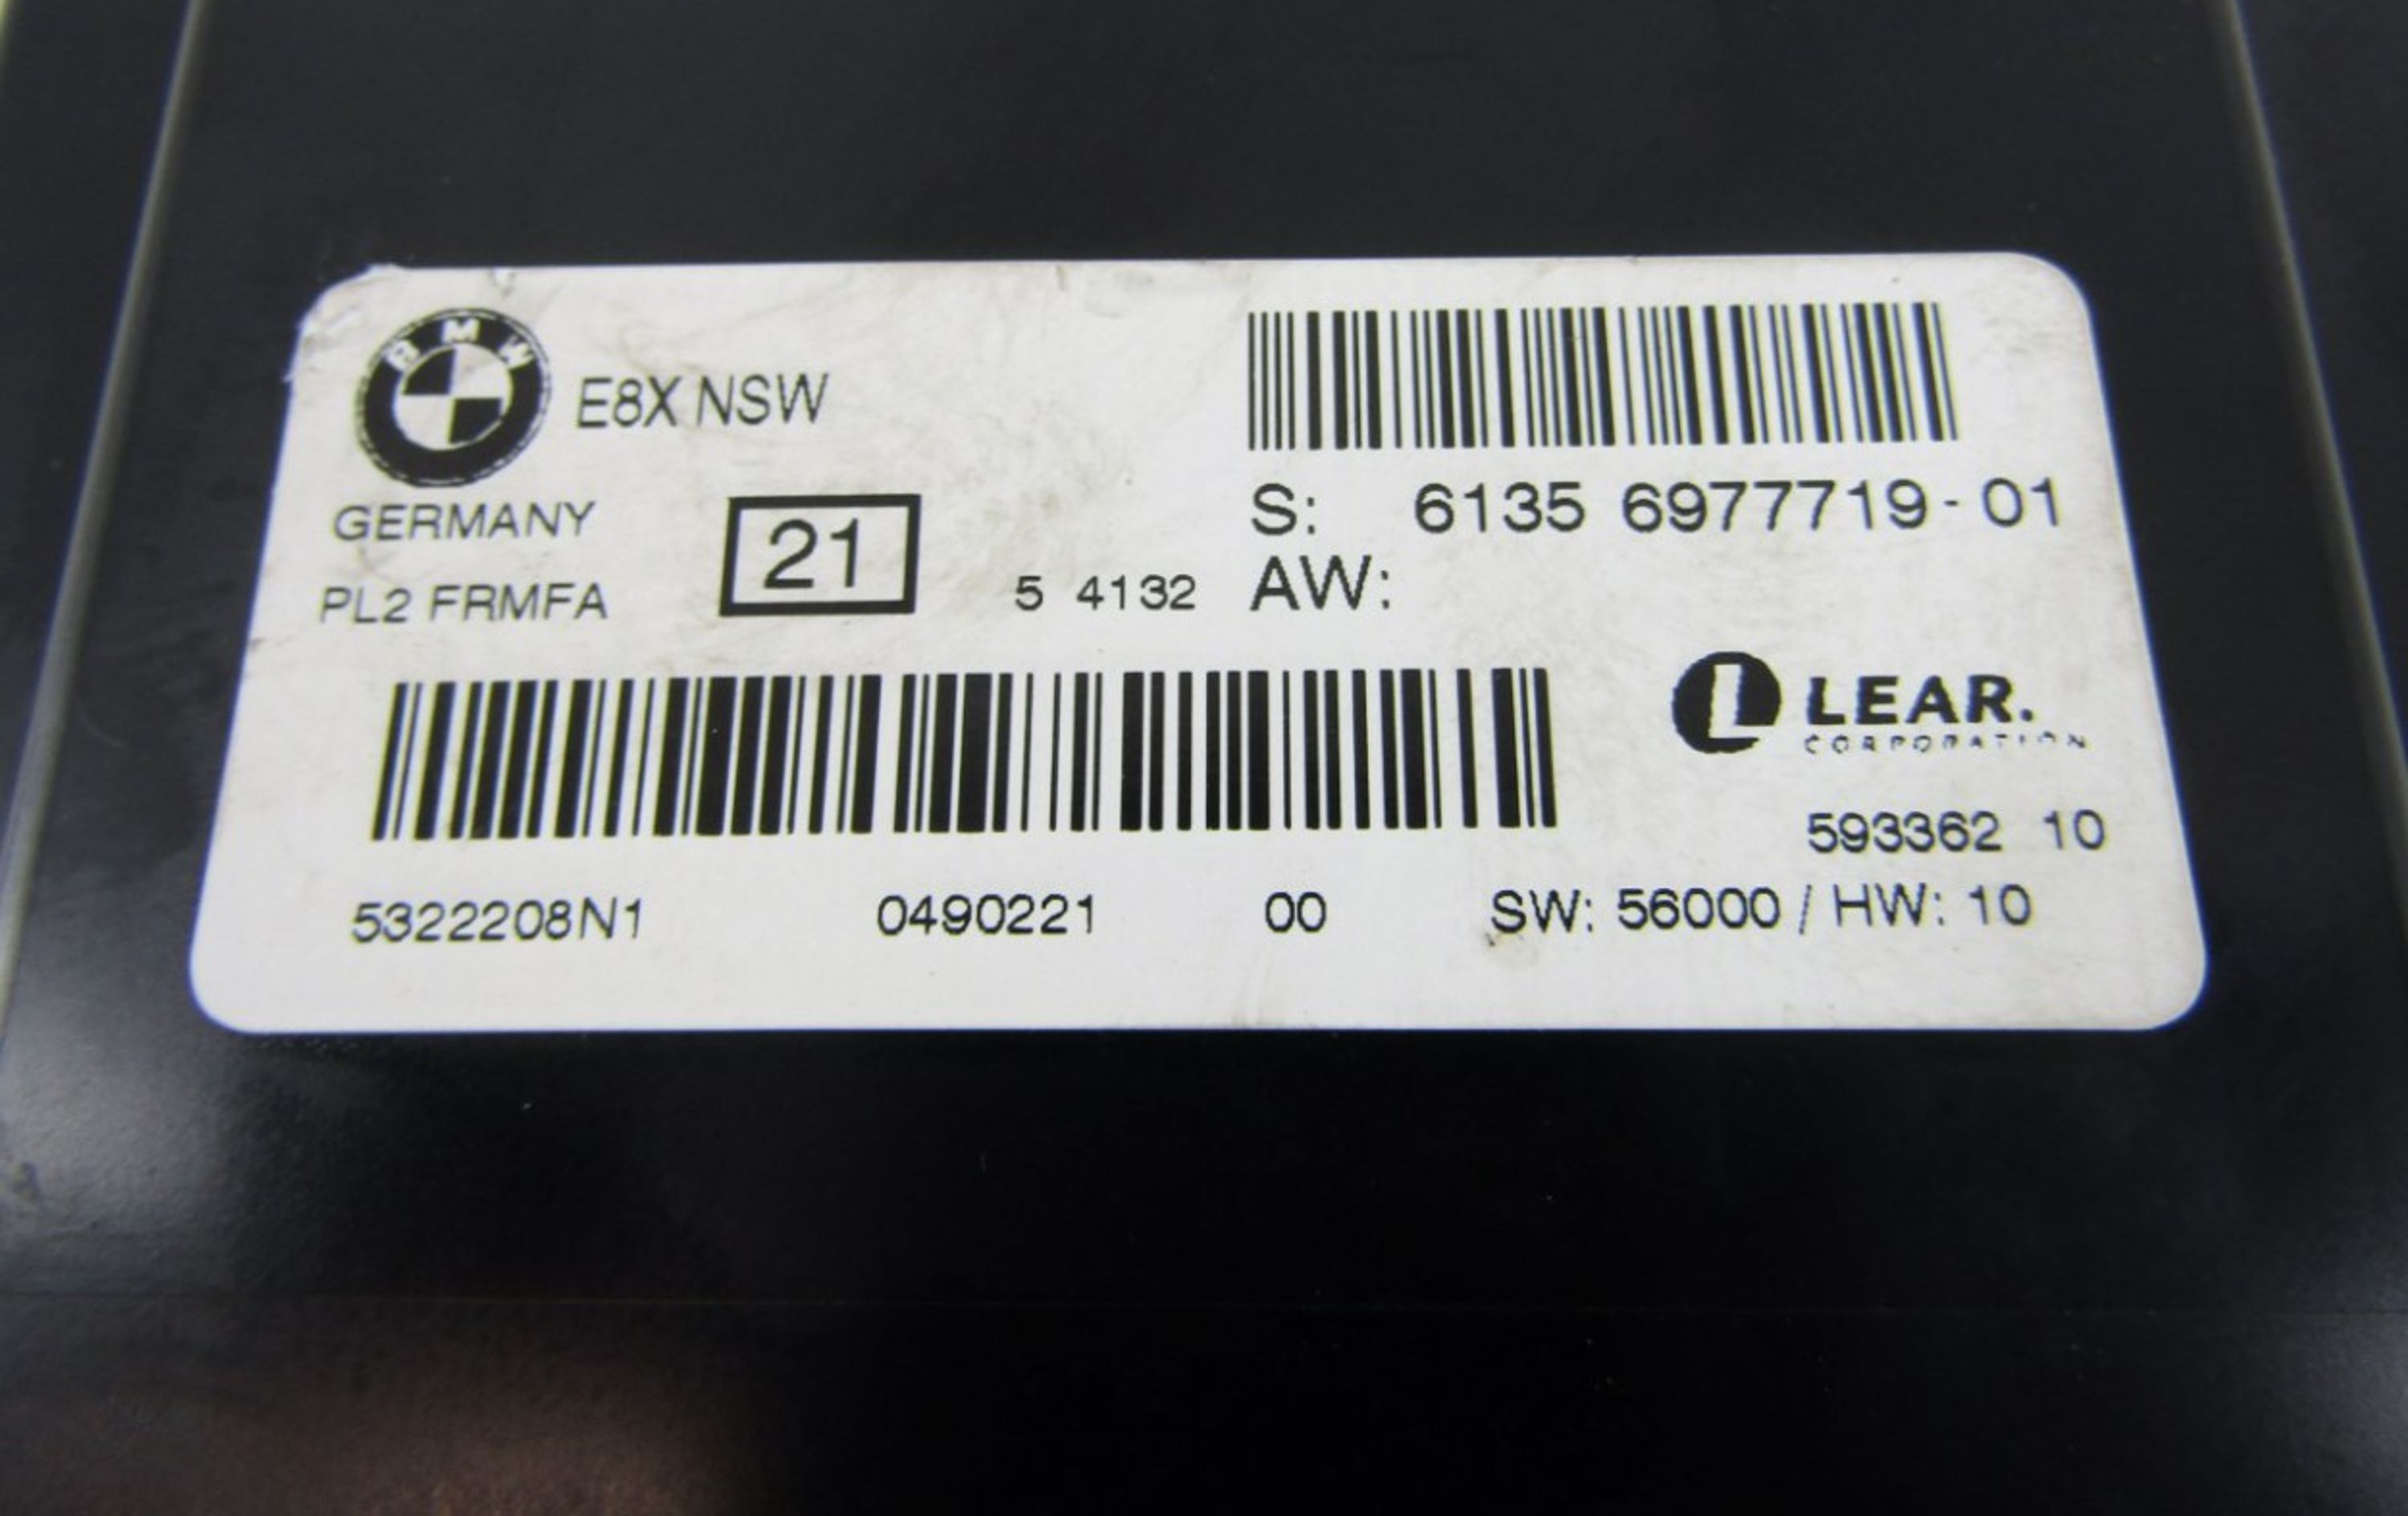 BMW
E8X NSW
GERMANY
PL2 FRMFA
21
5 4132
S: 6135 6977719-01
AW:
LEAR.
CORPORATION
593362 10
5322208N1 0490221 00 SW: 56000 / HW: 10